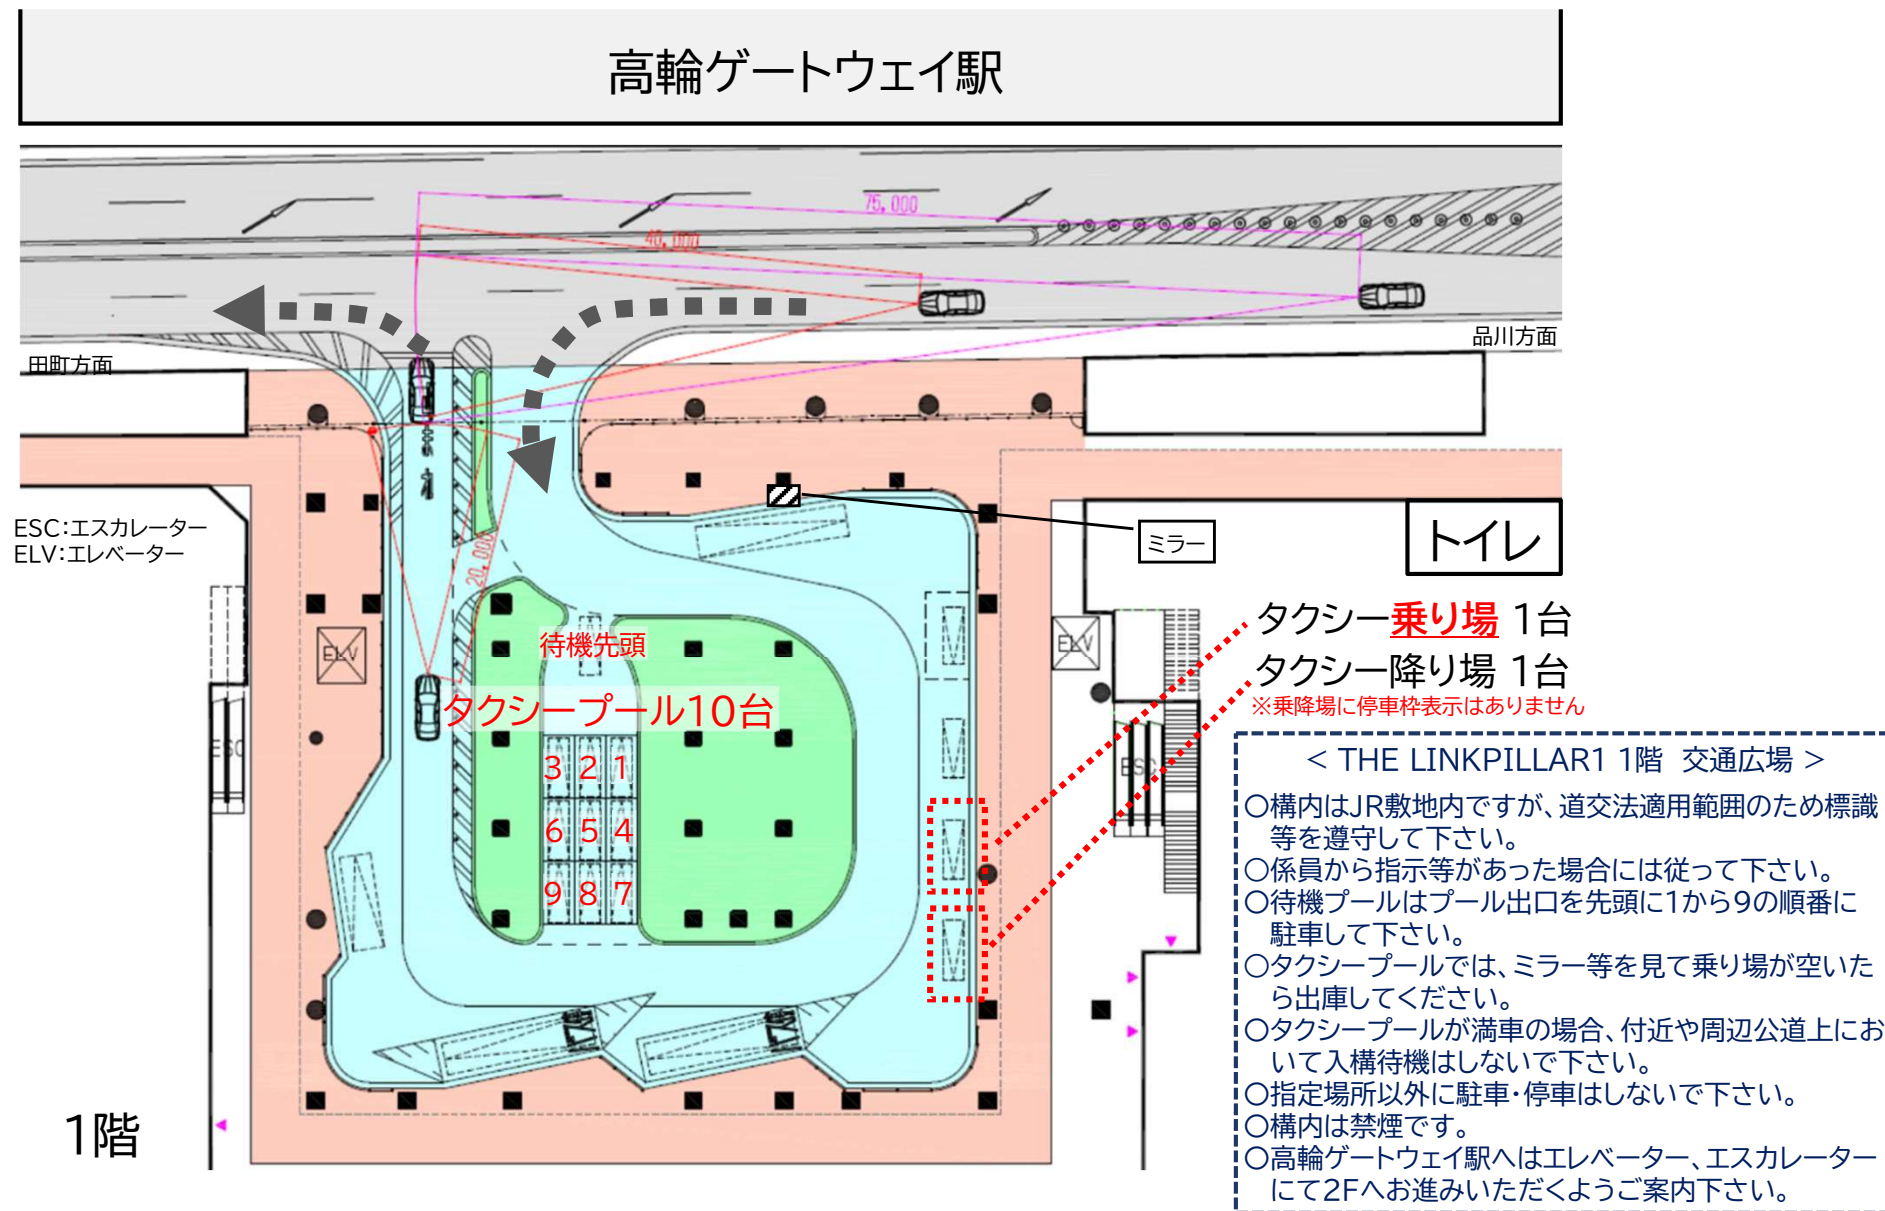 高輪ゲートウェイ駅
75,000
40,000
品川方面
田町方面
ESC：エスカレーター
ELV：エレベーター
ミラー
トイレ
20,000
タクシー乗り場 1台
タクシー降り場 1台
※乗降場に停車枠表示はありません
待機先頭
ELV
ELV
タクシープール10台
ESC
ESC
3 2 1
6 5 4
9 8 7
＜ THE LINKPILLAR1 1階 交通広場 ＞
○構内はJR敷地内ですが、道交法適用範囲のため標識
等を遵守して下さい。
○係員から指示等があった場合には従って下さい。
○待機プールはプール出口を先頭に1から9の順番に
駐車して下さい。
○タクシープールでは、ミラー等を見て乗り場が空いた
ら出庫してください。
○タクシープールが満車の場合、付近や周辺公道上にお
いて入構待機はしないで下さい。
○指定場所以外に駐車・停車はしないで下さい。
○構内は禁煙です。
○高輪ゲートウェイ駅へはエレベーター、エスカレーター
にて2Fへお進みいただくようご案内下さい。
1階